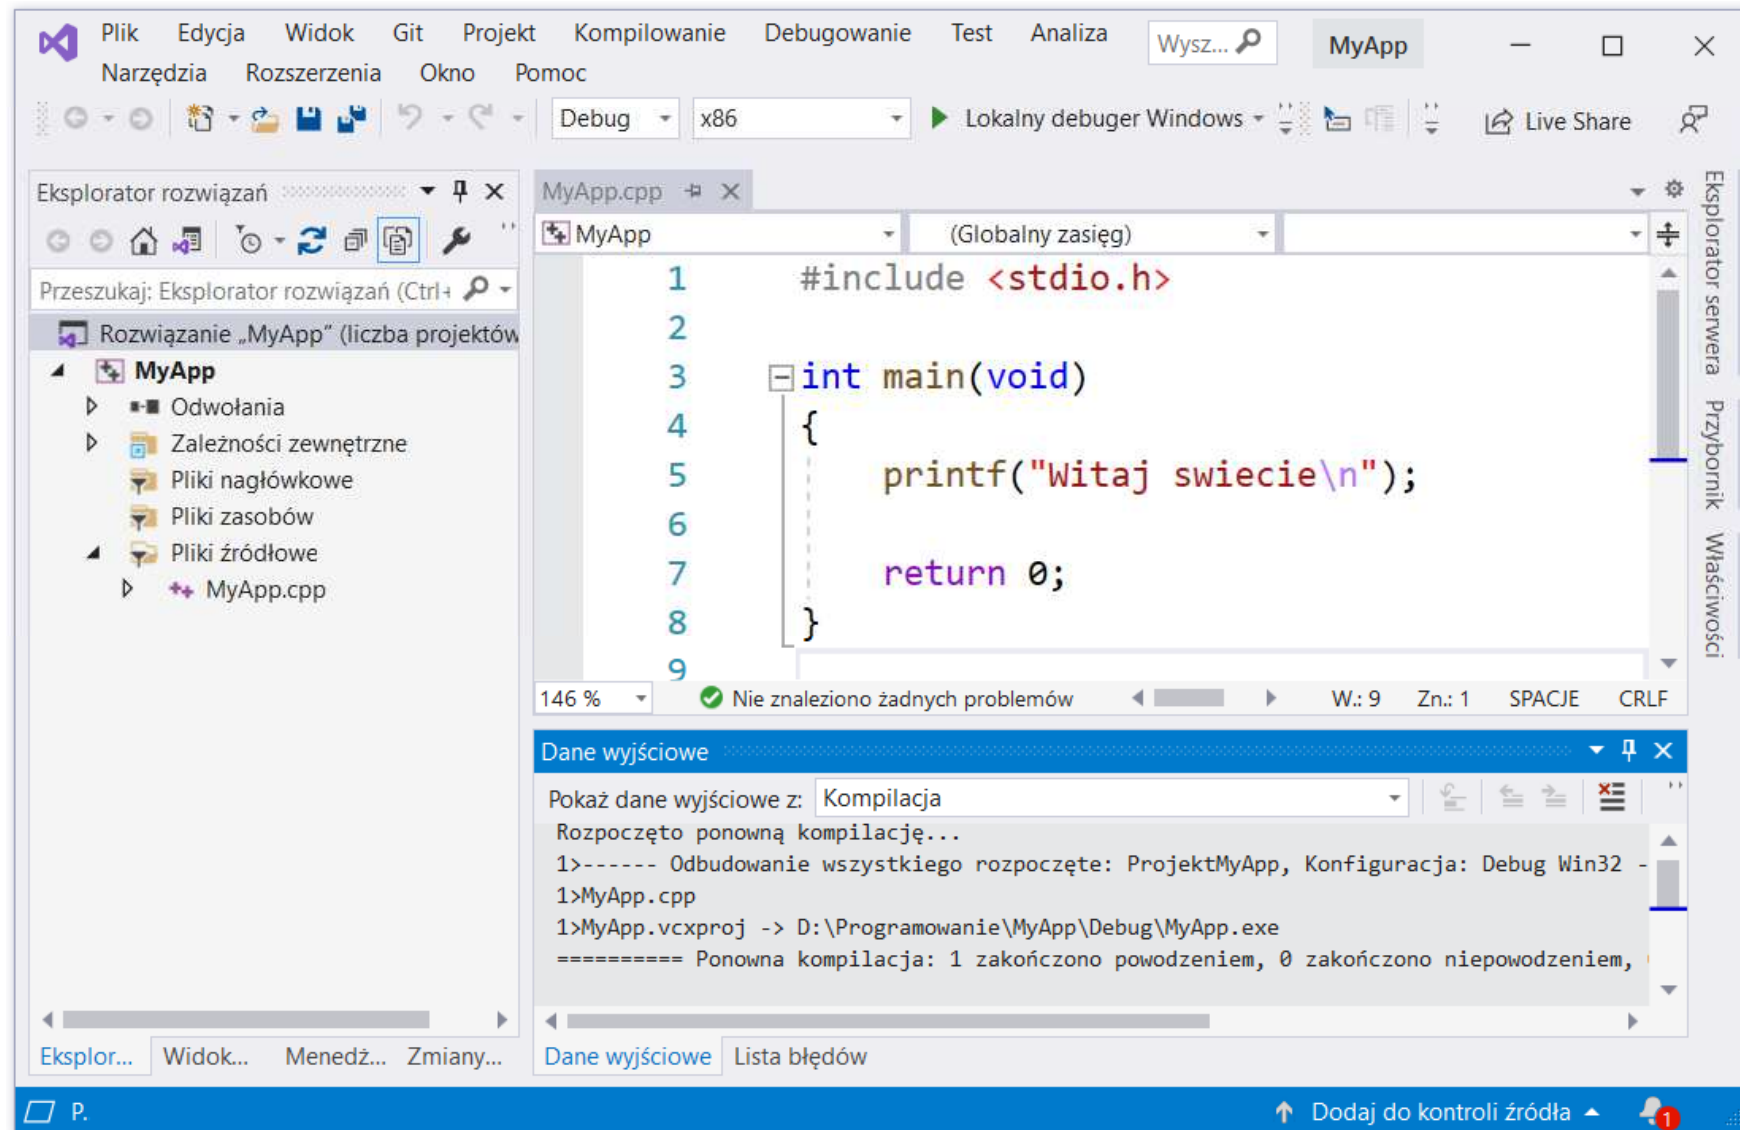 Plik Edycja Widok Git Projekt Kompilowanie Debugowanie Test Analiza Wysz... MyApp
Narzędzia Rozszerzenia Okno Pomoc
Debug x86 Lokalny debuger Windows Live Share
Eksplorator rozwiązań
Przeszukaj: Eksplorator rozwiązań (Ctrl+
Rozwiązanie „MyApp” (liczba projektów
MyApp
Odwołania
Zależności zewnętrzne
Pliki nagłówkowe
Pliki zasobów
Pliki źródłowe
MyApp.cpp
Eksplor... Widok... Menedż... Zmiany...
MyApp.cpp
MyApp (Globalny zasięg)
1 #include <stdio.h>
2
3 int main(void)
4 {
5 printf("Witaj swiecie\n");
6
7 return 0;
8 }
9
146 % Nie znaleziono żadnych problemów W.: 9 Zn.: 1 SPACJE CRLF
Dane wyjściowe
Pokaż dane wyjściowe z: Kompilacja
Rozpoczęto ponowną kompilację...
1>------ Odbudowanie wszystkiego rozpoczęte: ProjektMyApp, Konfiguracja: Debug Win32 -
1>MyApp.cpp
1>MyApp.vcxproj -> D:\Programowanie\MyApp\Debug\MyApp.exe
========== Ponowna kompilacja: 1 zakończono powodzeniem, 0 zakończono niepowodzeniem,
Dane wyjściowe Lista błędów
Eksplorator serwera
Przybornik
Właściwości
P. Dodaj do kontroli źródła 1